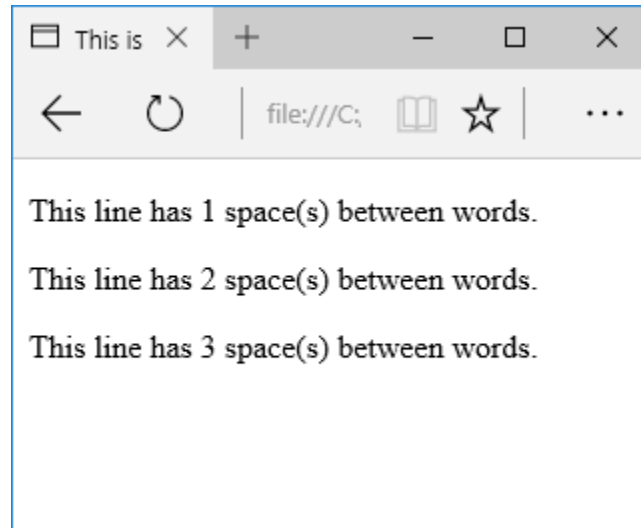 This is
file:///C:
This line has 1 space(s) between words.
This line has 2 space(s) between words.
This line has 3 space(s) between words.